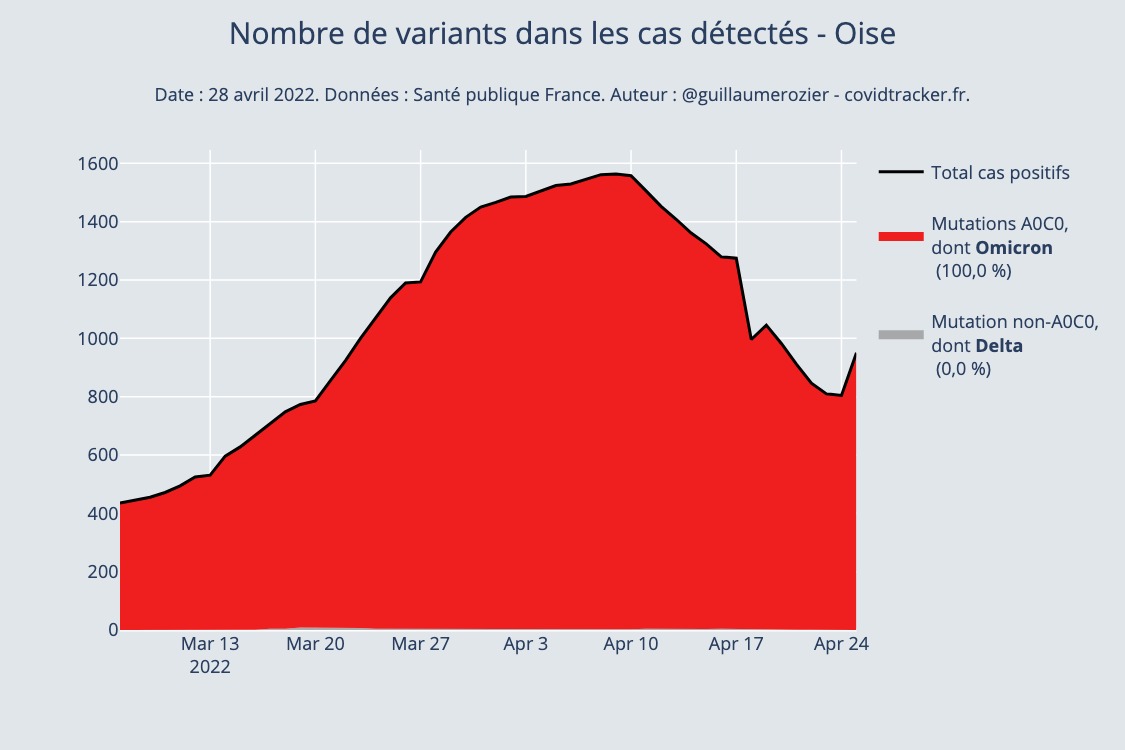 Nombre de variants dans les cas détectés - Oise
Date : 28 avril 2022. Données : Santé publique France. Auteur : @guillaumerozier - covidtracker.fr.
1600
1400
1200
1000
800
600
400
200
0
Mar 13
2022
Mar 20
Mar 27
Apr 3
Apr 10
Apr 17
Apr 24
Total cas positifs
Mutations A0C0,
dont Omicron
(100,0 %)
Mutation non-A0C0,
dont Delta
(0,0 %)